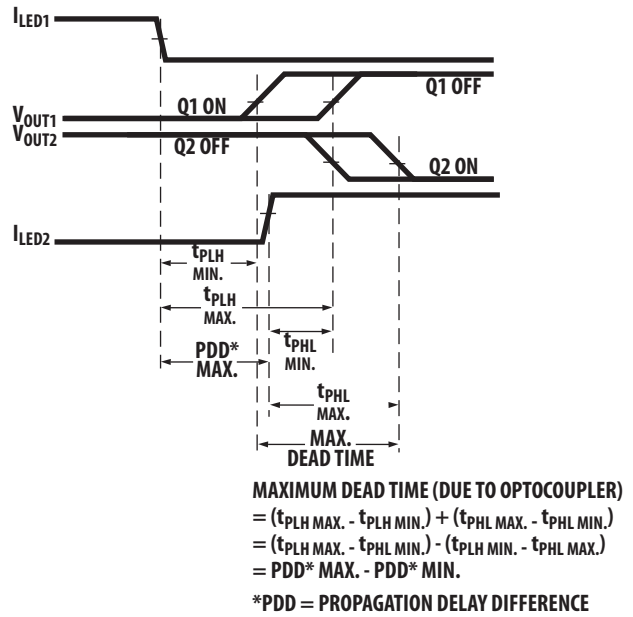 ILED1
Q1 ON
Q1 OFF
VOUT1
VOUT2
Q2 OFF
Q2 ON
ILED2
tPLH
MIN.
tPLH
MAX.
tPHL
MIN.
PDD*
MAX.
tPHL
MAX.
MAX.
DEAD TIME
MAXIMUM DEAD TIME (DUE TO OPTOCOUPLER)
= (tPLH MAX. - tPLH MIN.) + (tPHL MAX. - tPHL MIN.)
= (tPLH MAX. - tPHL MIN.) - (tPLH MIN. - tPHL MAX.)
= PDD* MAX. - PDD* MIN.
*PDD = PROPAGATION DELAY DIFFERENCE